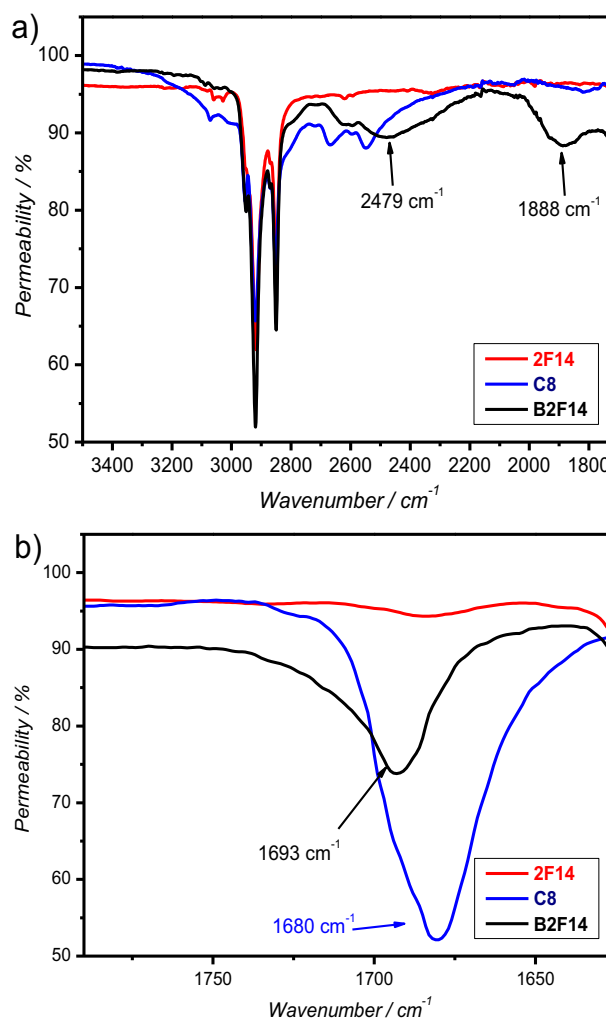 a)
100
90
80
70
60
50
Permeability / %
2479 cm⁻¹
1888 cm⁻¹
2F14
C8
B2F14
3400 3200 3000 2800 2600 2400 2200 2000 1800
Wavenumber / cm⁻¹
b)
100
90
80
70
60
50
Permeability / %
1693 cm⁻¹
1680 cm⁻¹
2F14
C8
B2F14
1750 1700 1650
Wavenumber / cm⁻¹